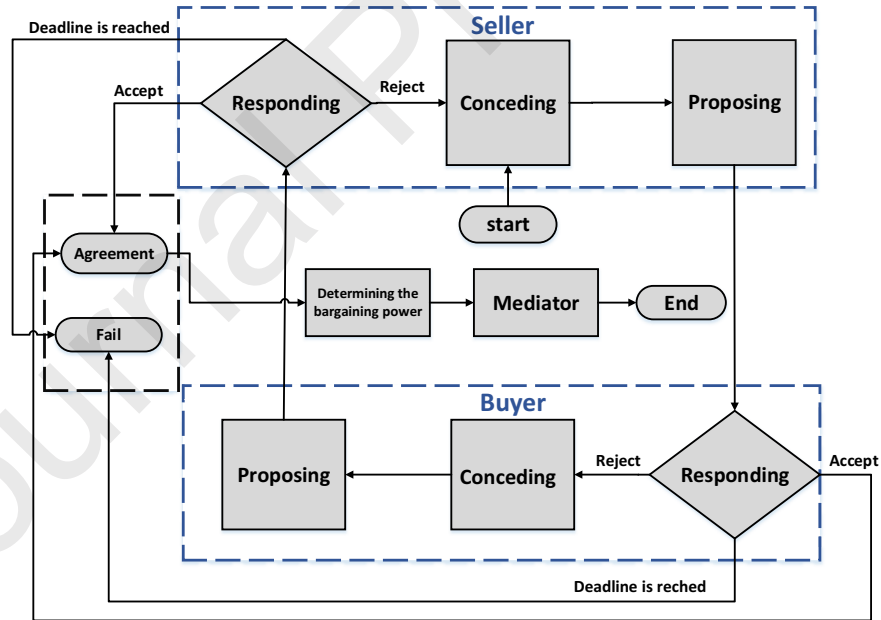 Deadline is reached
Seller
Accept
Responding
Reject
Conceding
Proposing
start
Agreement
Determining the
bargaining power
Mediator
End
Fail
Buyer
Proposing
Conceding
Reject
Responding
Accept
Deadline is reched